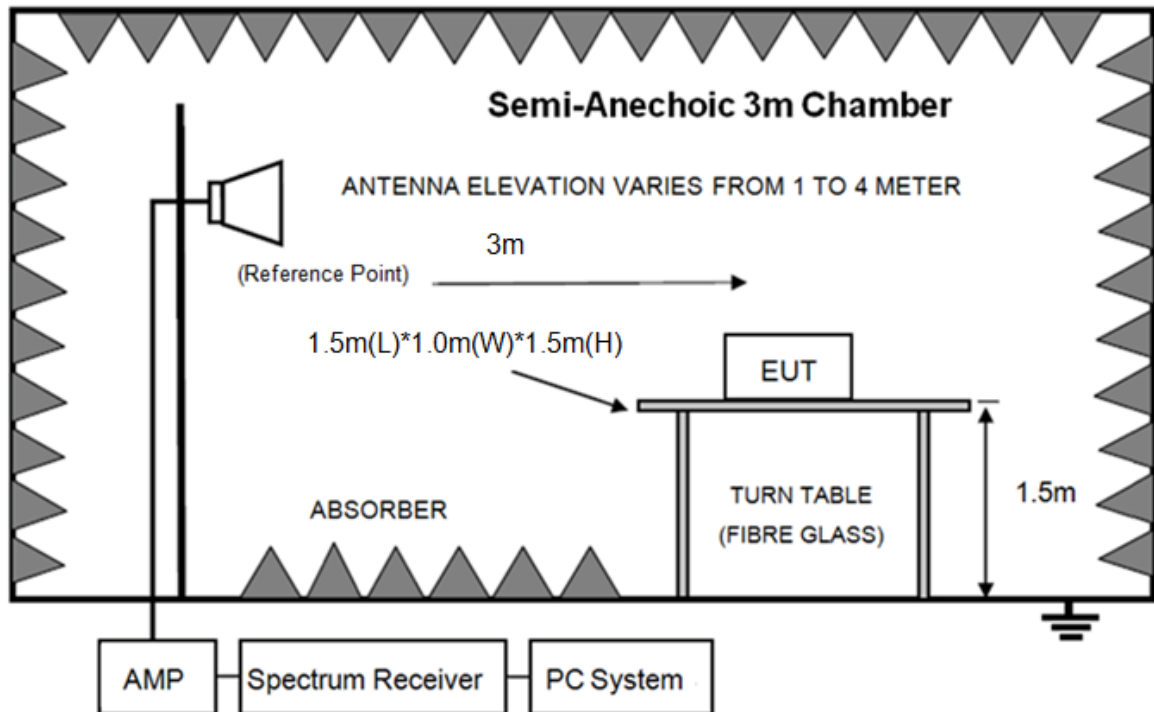 Semi-Anechoic 3m Chamber
ANTENNA ELEVATION VARIES FROM 1 TO 4 METER
3m
(Reference Point)
1.5m(L)*1.0m(W)*1.5m(H)
EUT
1.5m
TURN TABLE
(FIBRE GLASS)
ABSORBER
AMP
Spectrum Receiver
PC System